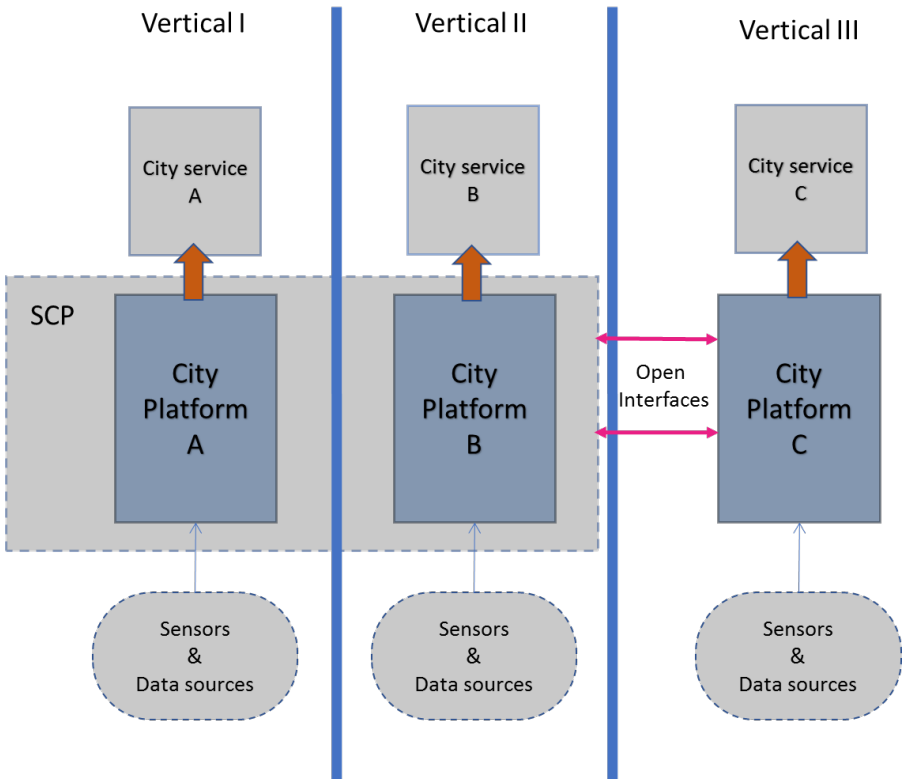 Vertical I
Vertical II
Vertical III
City service
A
City service
B
City service
C
SCP
City
Platform
A
City
Platform
B
Open
Interfaces
City
Platform
C
Sensors
&
Data sources
Sensors
&
Data sources
Sensors
&
Data sources